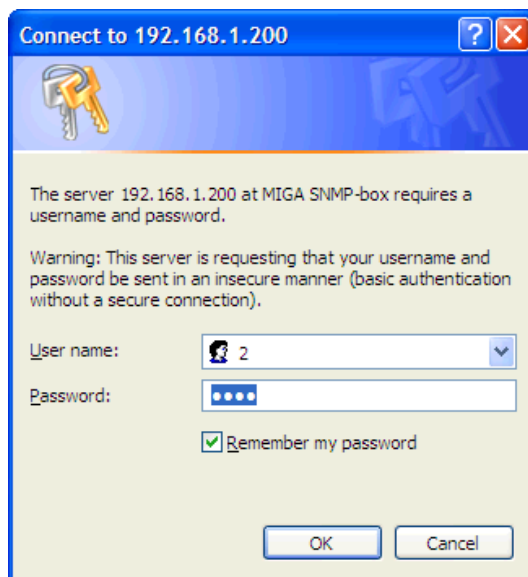 Connect to 192.168.1.200
The server 192.168.1.200 at MIGA SNMP-box requires a
username and password.
Warning: This server is requesting that your username and
password be sent in an insecure manner (basic authentication
without a secure connection).
User name:
2
Password:
••••
Remember my password
OK
Cancel